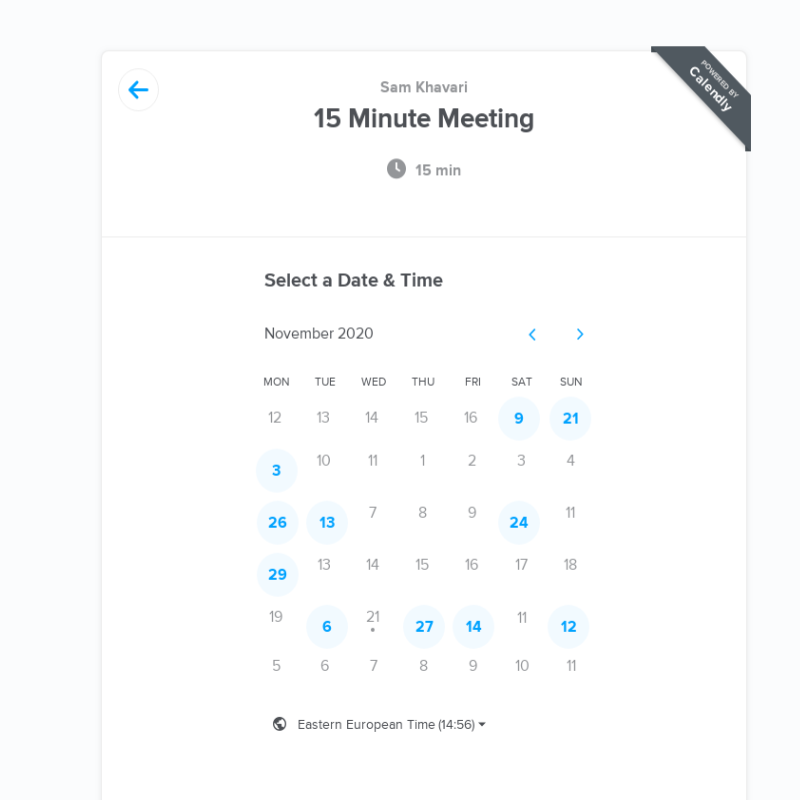 POWERED BY
Calendly
Sam Khavari
15 Minute Meeting
15 min
Select a Date & Time
November 2020
MON TUE WED THU FRI SAT SUN
12 13 14 15 16 9 21
3 10 11 1 2 3 4
26 13 7 8 9 24 11
29 13 14 15 16 17 18
19 6 21 27 14 11 12
5 6 7 8 9 10 11
Eastern European Time (14:56)